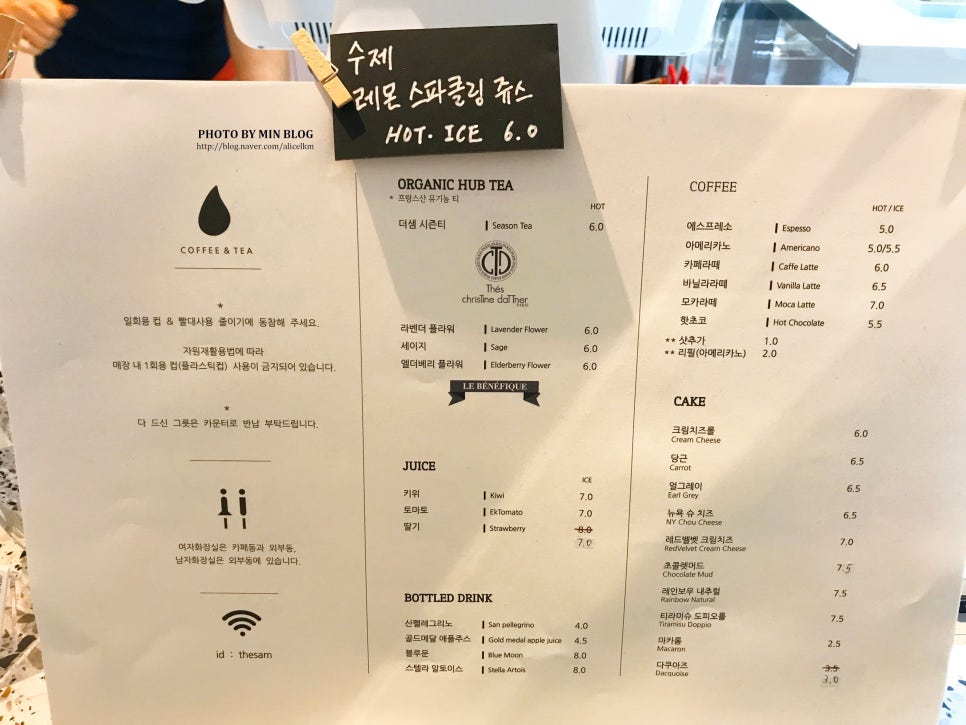 수제
레몬 스파클링 쥬스
HOT. ICE 6.0
PHOTO BY MIN BLOG
http://blog.naver.com/alicelkm
COFFEE & TEA
*
일회용 컵 & 빨대사용 줄이기에 동참해 주세요.
자원재활용법에 따라
매장 내 1회용 컵(플라스틱컵) 사용이 금지되어 있습니다.
*
다 드신 그릇은 카운터로 반납 부탁드립니다.
여자화장실은 카페동과 외부동,
남자화장실은 외부동에 있습니다.
id : thesam
ORGANIC HUB TEA
* 프랑스산 유기농 티
HOT
더샘 시즌티 Season Tea 6.0
CTD
Thés
christine daTTner
PARIS
라벤더 플라워 Lavender Flower 6.0
세이지 Sage 6.0
엘더베리 플라워 Elderberry Flower 6.0
LE BÉNÉFIQUE
JUICE
ICE
키위 Kiwi 7.0
토마토 EkTomato 7.0
딸기 Strawberry 8.0
7.0
BOTTLED DRINK
산펠레그리노 San pellegrino 4.0
골드메달 애플주스 Gold medal apple juice 4.5
블루문 Blue Moon 8.0
스텔라 알토이스 Stella Artois 8.0
COFFEE
HOT / ICE
에스프레소 Espesso 5.0
아메리카노 Americano 5.0/5.5
카페라떼 Caffe Latte 6.0
바닐라라떼 Vanilla Latte 6.5
모카라떼 Moca Latte 7.0
핫초코 Hot Chocolate 5.5
** 샷추가 1.0
** 리필(아메리카노) 2.0
CAKE
크림치즈롤 6.0
Cream Cheese
당근 6.5
Carrot
얼그레이 6.5
Earl Grey
뉴욕 슈 치즈 6.5
NY Chou Cheese
레드벨벳 크림치즈 7.0
RedVelvet Cream Cheese
초콜렛머드 7.5
Chocolate Mud
레인보우 내추럴 7.5
Rainbow Natural
티라미슈 도피오롤 7.5
Tiramisu Doppio
마카롱 2.5
Macaron
다쿠아즈 3.5
Dacquoise 3.0